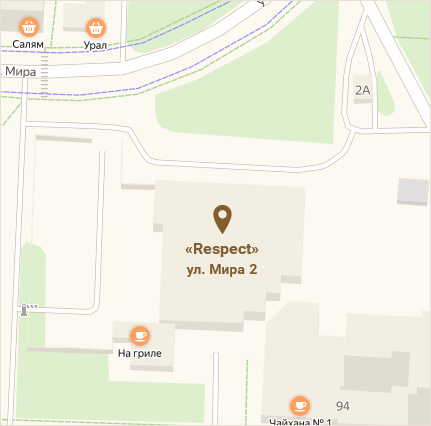 Салям
Урал
Мира
2А
«Respect»
ул. Мира 2
На гриле
94
Чайхана № 1